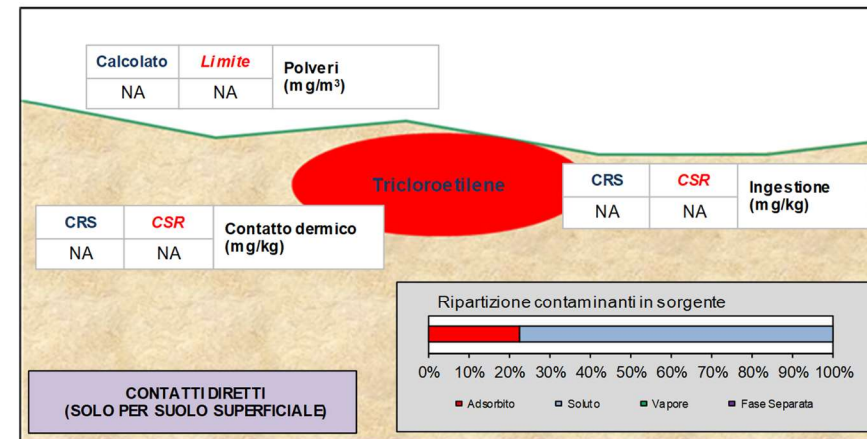 Calcolato Limite Polveri (mg/m³)
NA NA
Tricloroetilene
CRS CSR Ingestione (mg/kg)
NA NA
CRS CSR Contatto dermico (mg/kg)
NA NA
Ripartizione contaminanti in sorgente
0% 10% 20% 30% 40% 50% 60% 70% 80% 90% 100%
Adsorbito Soluto Vapore Fase Separata
CONTATTI DIRETTI
(SOLO PER SUOLO SUPERFICIALE)